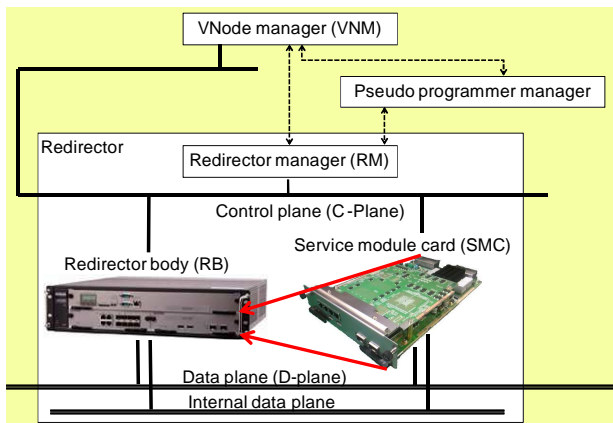 VNode manager (VNM)
Pseudo programmer manager
Redirector
Redirector manager (RM)
Control plane (C-Plane)
Service module card (SMC)
Redirector body (RB)
Data plane (D-plane)
Internal data plane